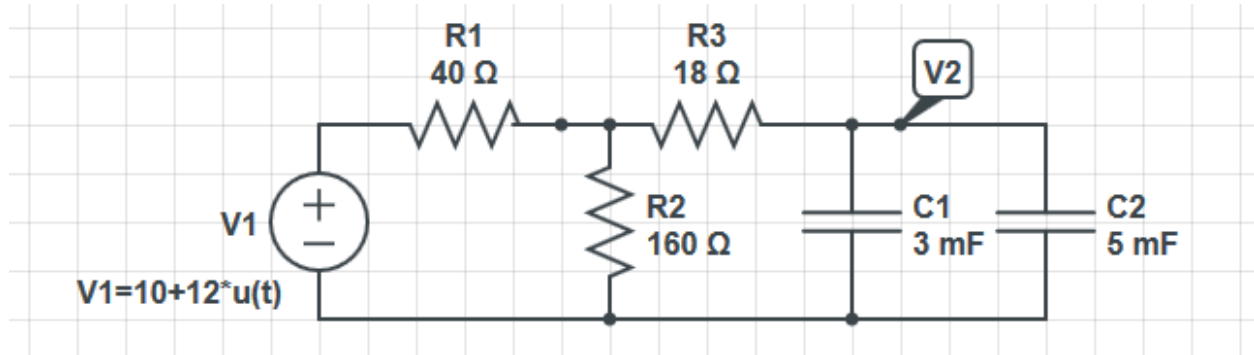 R1
40 Ω
R3
18 Ω
V2
V1
R2
160 Ω
C1
3 mF
C2
5 mF
V1=10+12*u(t)